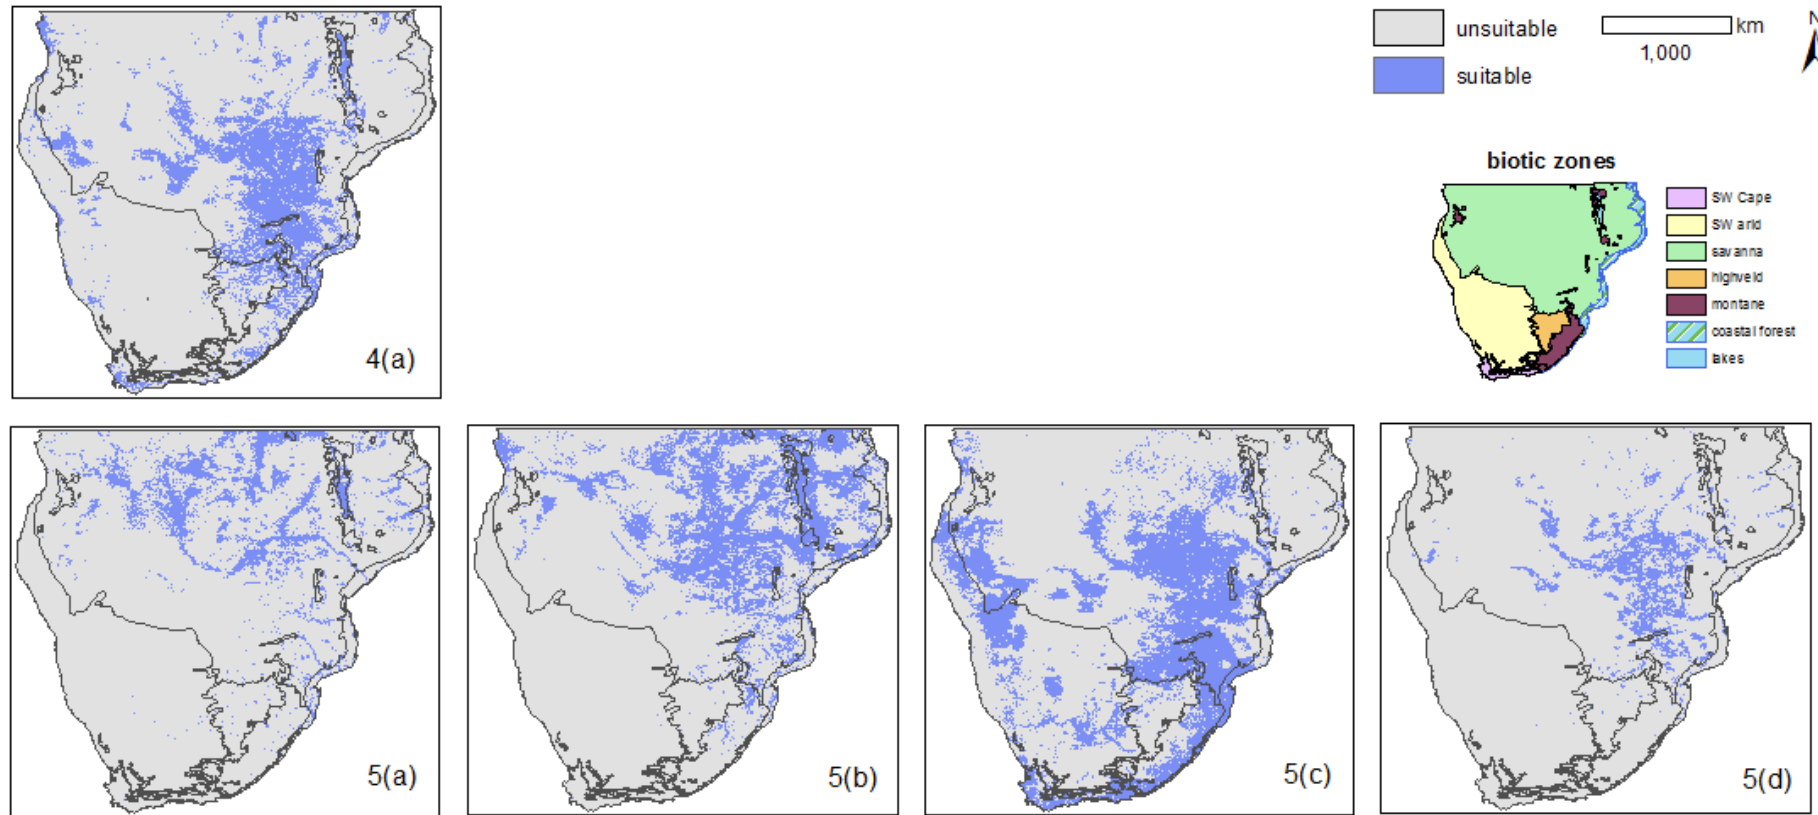 4(a)
unsuitable
suitable
km
1,000
N
biotic zones
SW Cape
SW arid
savanna
highveld
montane
coastal forest
lakes
5(a)
5(b)
5(c)
5(d)